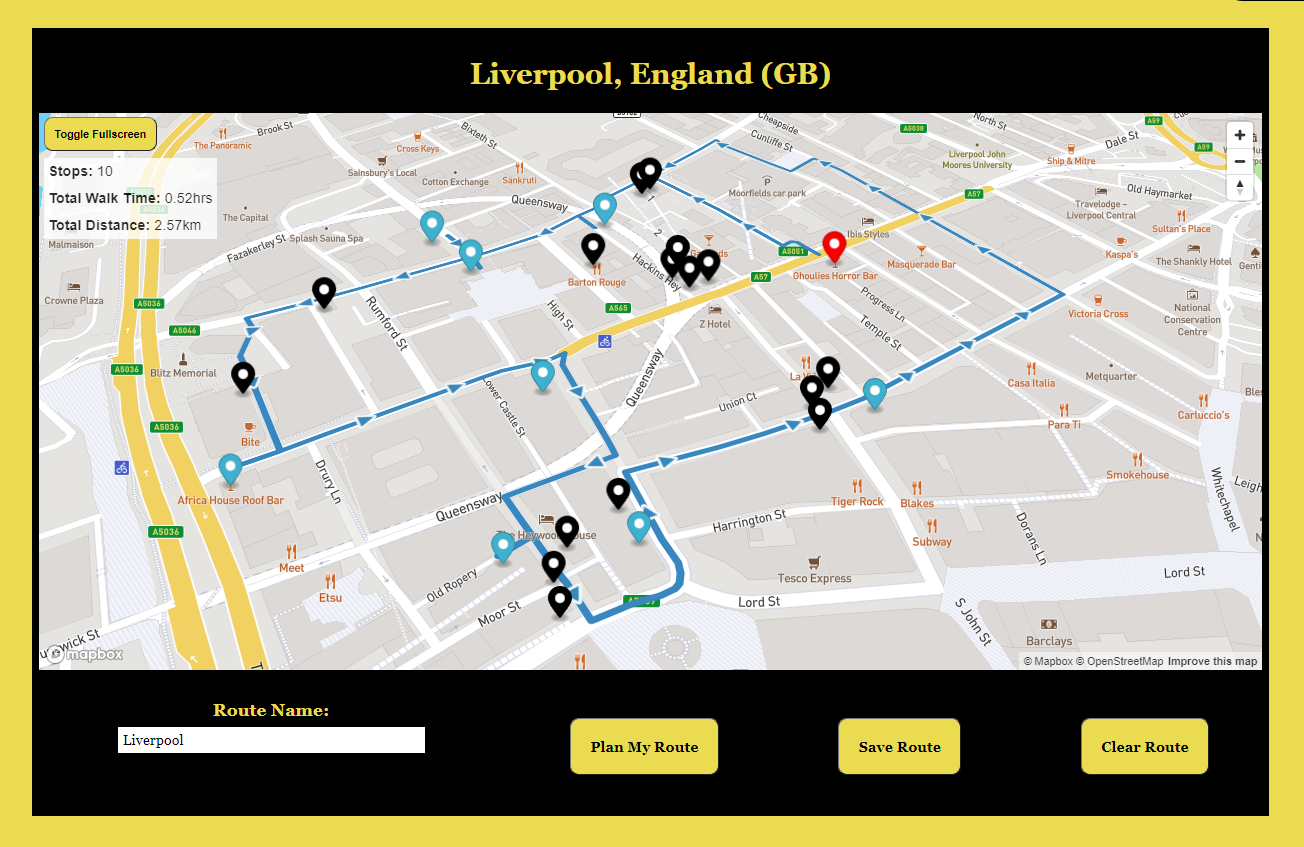 Liverpool, England (GB)
Toggle Fullscreen
Stops: 10
Total Walk Time: 0.52hrs
Total Distance: 2.57km
Brook St
The Panoramic
Bixteth St
Cross Keys
Sainsbury's Local
Cotton Exchange
Sankruti
Cheapside
Cunliffe St
A5038
North St
A59
Dale St
A59
Liverpool John
Moores University
Ship & Mitre
Moorfields car park
A57
Old Haymarket
Travelodge -
Liverpool Central
Sultan's Place
Queensway
1
2
The Capital
Splash Sauna Spa
Fazakerley St
Malmaison
Crowne Plaza
Ibis Styles
A5051
Masquerade Bar
Kaspa's
The Shankly Hotel
Ghoulies Horror Bar
Hackins Hey
Barton Rouge
A57
A5036
A5046
Rumford St
High St
A565
Z Hotel
Progress Ln
Temple St
Victoria Cross
National
Conservation
Centre
Blitz Memorial
A5036
Lower Castle St
Queensway
Union Ct
Casa Italia
Metquarter
Carluccio's
Para Ti
A5036
Bite
Drury Ln
Africa House Roof Bar
Queensway
Smokehouse
Whitechapel
Tiger Rock
Blakes
Harrington St
Subway
Dorans Ln
A5036
Meet
Etsu
Old Ropery
Moor St
Tesco Express
Lord St
Lord St
S John St
Barclays
mapbox
© Mapbox © OpenStreetMap Improve this map
Route Name:
Liverpool
Plan My Route
Save Route
Clear Route